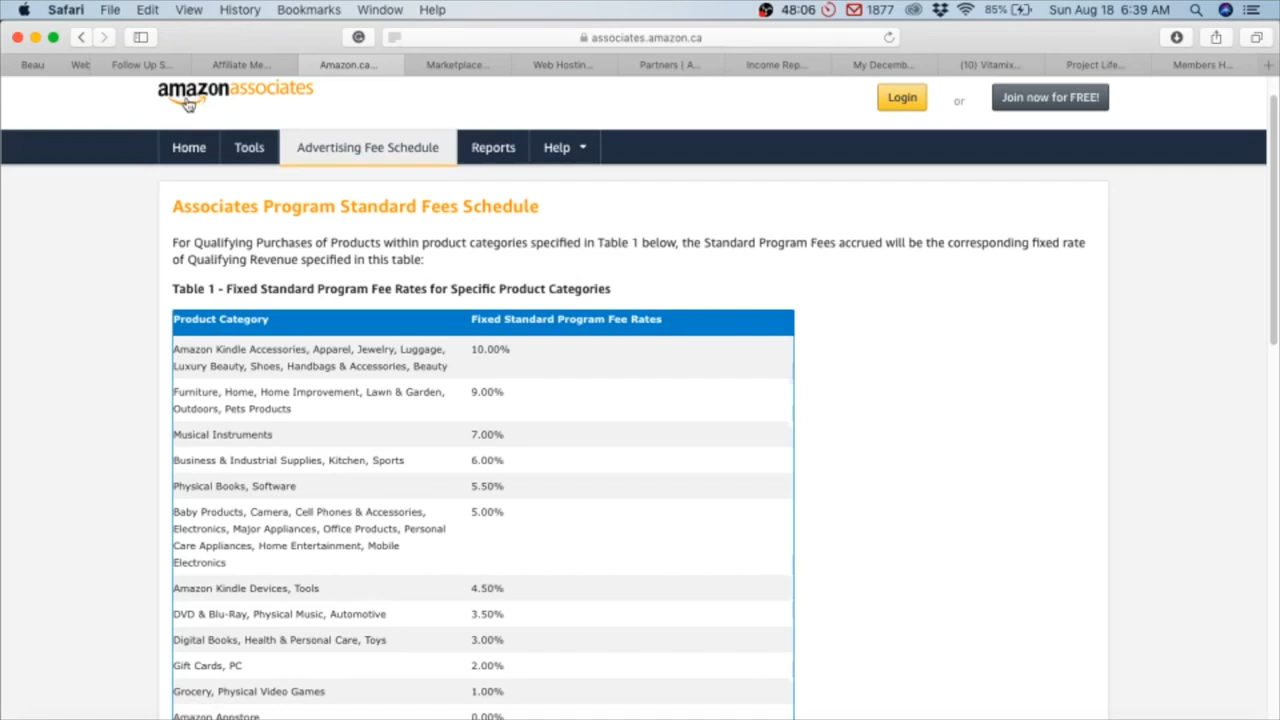 Safari File Edit View History Bookmarks Window Help 48:06 1877 85% Sun Aug 18 6:39 AM
associates.amazon.ca
Beau Web Follow Up S... Affiliate Me... Amazon.ca... Marketplace... Web Hostin... Partners | A... Income Rep... My Decemb... (10) Vitamix... Project Life... Members H...
amazonassociates
Login or Join now for FREE!
Home Tools Advertising Fee Schedule Reports Help
Associates Program Standard Fees Schedule
For Qualifying Purchases of Products within product categories specified in Table 1 below, the Standard Program Fees accrued will be the corresponding fixed rate
of Qualifying Revenue specified in this table:
Table 1 - Fixed Standard Program Fee Rates for Specific Product Categories
Product Category Fixed Standard Program Fee Rates
Amazon Kindle Accessories, Apparel, Jewelry, Luggage, 10.00%
Luxury Beauty, Shoes, Handbags & Accessories, Beauty
Furniture, Home, Home Improvement, Lawn & Garden, 9.00%
Outdoors, Pets Products
Musical Instruments 7.00%
Business & Industrial Supplies, Kitchen, Sports 6.00%
Physical Books, Software 5.50%
Baby Products, Camera, Cell Phones & Accessories, 5.00%
Electronics, Major Appliances, Office Products, Personal
Care Appliances, Home Entertainment, Mobile
Electronics
Amazon Kindle Devices, Tools 4.50%
DVD & Blu-Ray, Physical Music, Automotive 3.50%
Digital Books, Health & Personal Care, Toys 3.00%
Gift Cards, PC 2.00%
Grocery, Physical Video Games 1.00%
Amazon Appstore 0.00%